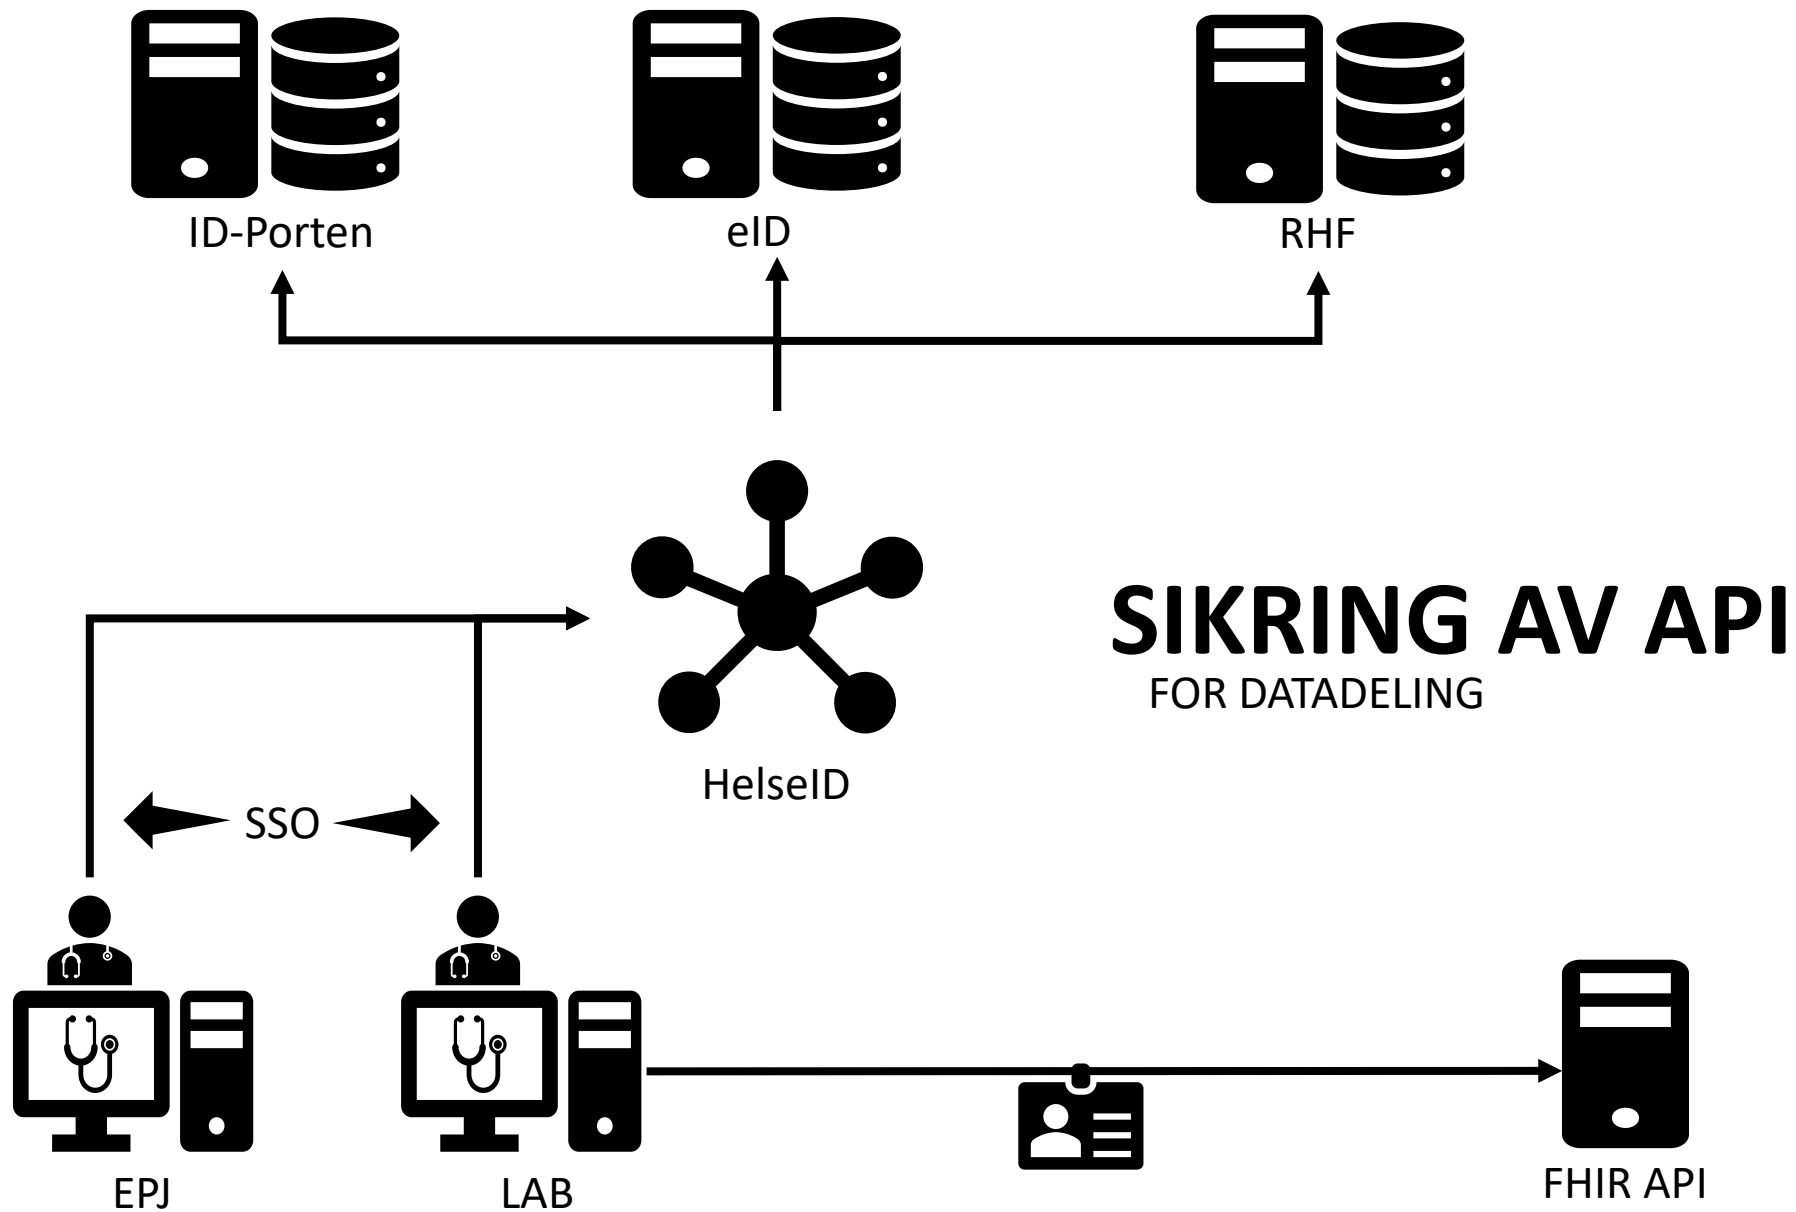 ID-Porten
eID
RHF
SIKRING AV API
FOR DATADELING
HelseID
SSO
EPJ
LAB
FHIR API